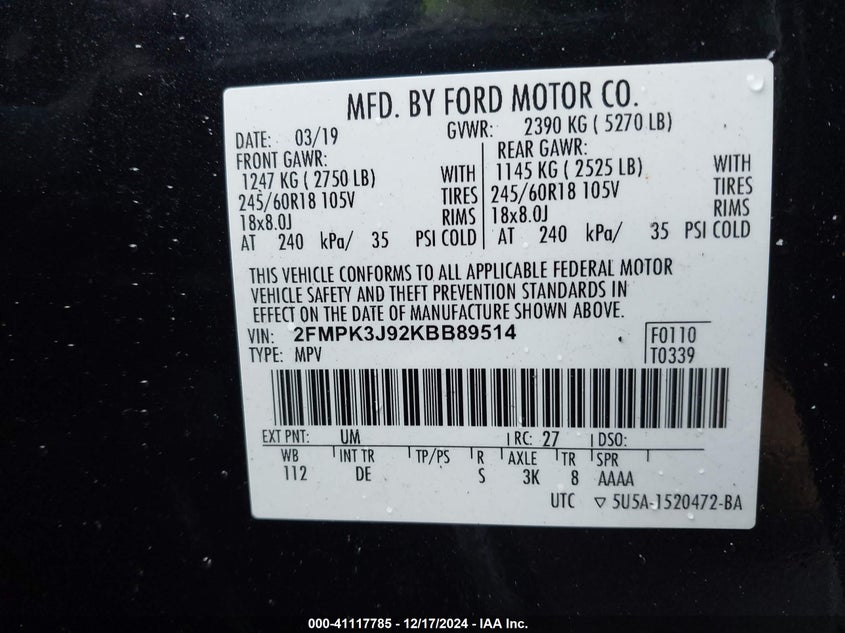 MFD. BY FORD MOTOR CO.
DATE: 03/19 GVWR: 2390 KG ( 5270 LB)
FRONT GAWR: REAR GAWR:
1247 KG ( 2750 LB) WITH 1145 KG ( 2525 LB) WITH
245/60R18 105V TIRES 245/60R18 105V TIRES
18x8.0J RIMS 18x8.0J RIMS
AT 240 kPa/ 35 PSI COLD AT 240 kPa/ 35 PSI COLD
THIS VEHICLE CONFORMS TO ALL APPLICABLE FEDERAL MOTOR
VEHICLE SAFETY AND THEFT PREVENTION STANDARDS IN
EFFECT ON THE DATE OF MANUFACTURE SHOWN ABOVE.
VIN: 2FMPK3J92KBB89514 F0110
TYPE: MPV T0339
EXT PNT: UM RC: 27 DSO:
WB INT TR TP/PS R AXLE TR SPR
112 DE S 3K 8 AAAA
UTC ▽ 5U5A-1520472-BA
000-41117785 - 12/17/2024 - IAA Inc.